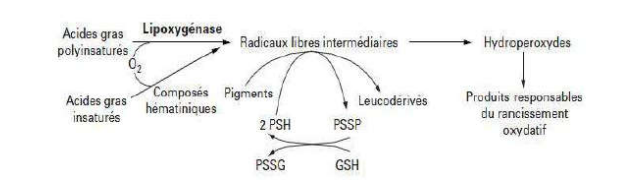 Acides gras
polyinsaturés
Lipoxygénase
O2
Radicaux libres intermédiaires
Hydroperoxydes
Acides gras
insaturés
Composés
hématiniques
Pigments
Leucodérivés
Produits responsables
du rancissement
oxydatif
2 PSH
PSSP
PSSG
GSH